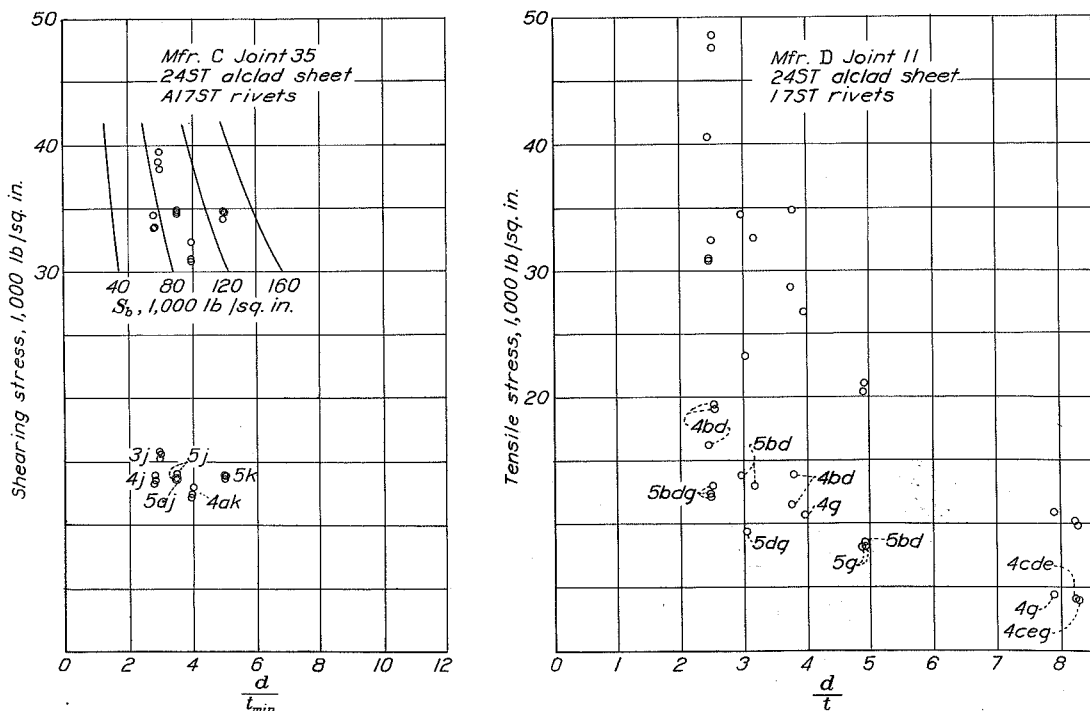 50
Mfr. C Joint 35
24ST alclad sheet
A17ST rivets
40
30
40 80 120 160
S_b, 1,000 lb/sq. in.
Shearing stress, 1,000 lb/sq. in.
3j
5j
4j
5k
5aj
4ak
0 2 4 6 8 10 12
d
t_min
50
Mfr. D Joint 11
24ST alclad sheet
17ST rivets
40
30
20
Tensile stress, 1,000 lb/sq. in.
4bd
5bd
4bd
5bdg
4g
5dg
5bd
5g
4cde
4g
4ceg
0 1 2 3 4 5 6 7 8
d
t